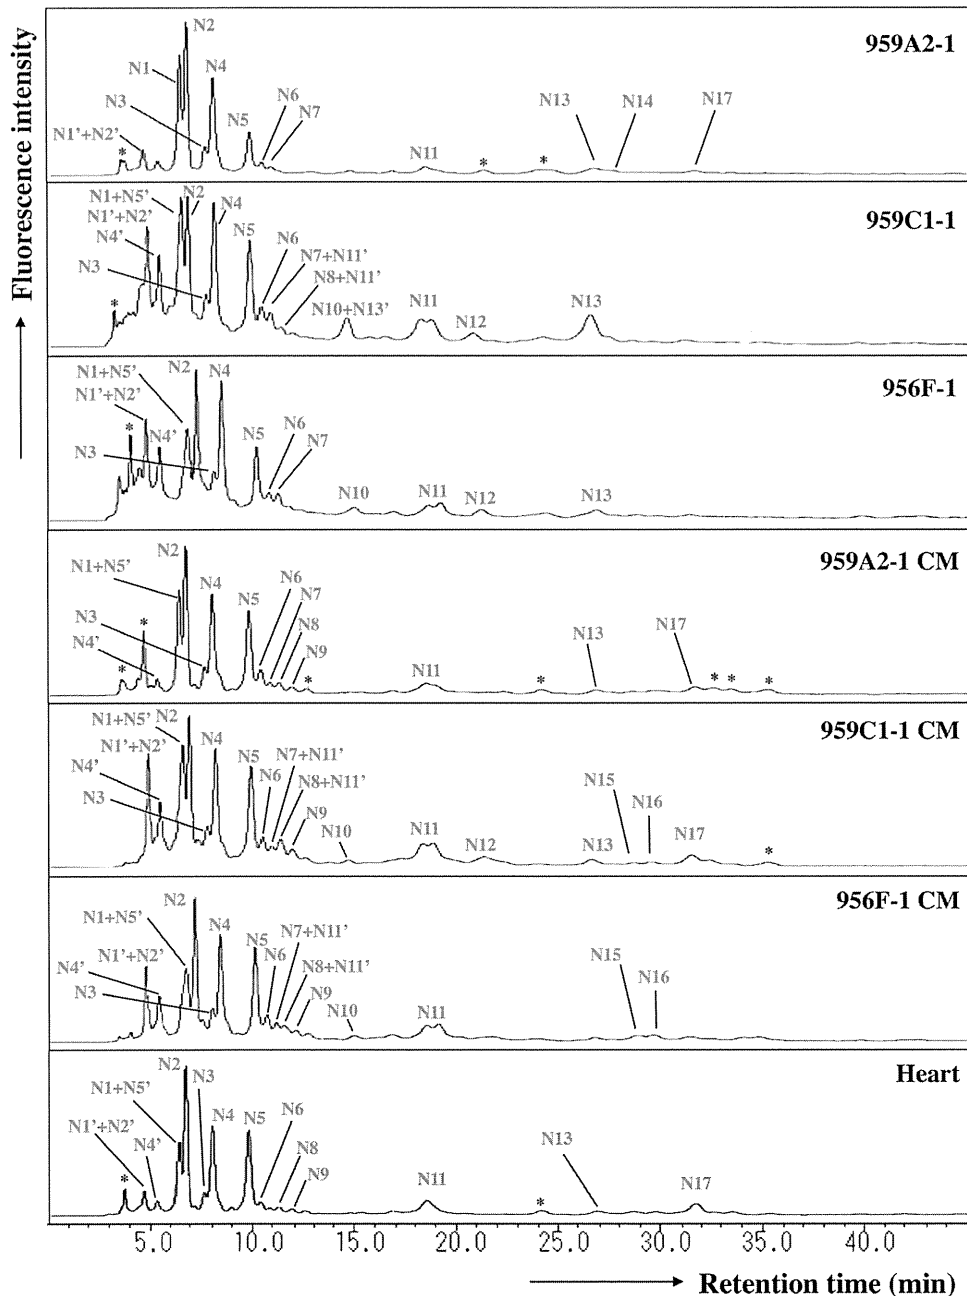 Fluorescence intensity
959A2-1
N2
N1
N4
N3
N6
N7
N5
N1'+N2'
*
N11
*
*
N13
N14
N17
959C1-1
N1+N5'
N2
N1'+N2'
N4
N4'
N5
N6
N3
N7+N11'
N8+N11'
*
N10+N13'
N11
N12
N13
956F-1
N1+N5'
N2
N4
N1'+N2'
*
N4'
N5
N6
N3
N7
N10
N11
N12
N13
959A2-1 CM
N2
N1+N5'
N4
N6
N5
N7
N3
*
N8
N4'
N9
*
*
N11
*
N13
N17
*
*
*
959C1-1 CM
N1+N5'
N2
N1'+N2'
N4
N4'
N5
N7+N11'
N6
N8+N11'
N3
N9
N10
N11
N12
N13
N15
N16
N17
*
956F-1 CM
N2
N1+N5'
N4
N7+N11'
N1'+N2'
N5
N6
N4'
N8+N11'
N3
N9
N10
N11
N15
N16
Heart
N2
N3
N1+N5'
N1'+N2'
N4
N5
N6
N4'
N8
*
N9
N11
*
N13
N17
5.0 10.0 15.0 20.0 25.0 30.0 35.0 40.0
Retention time (min)